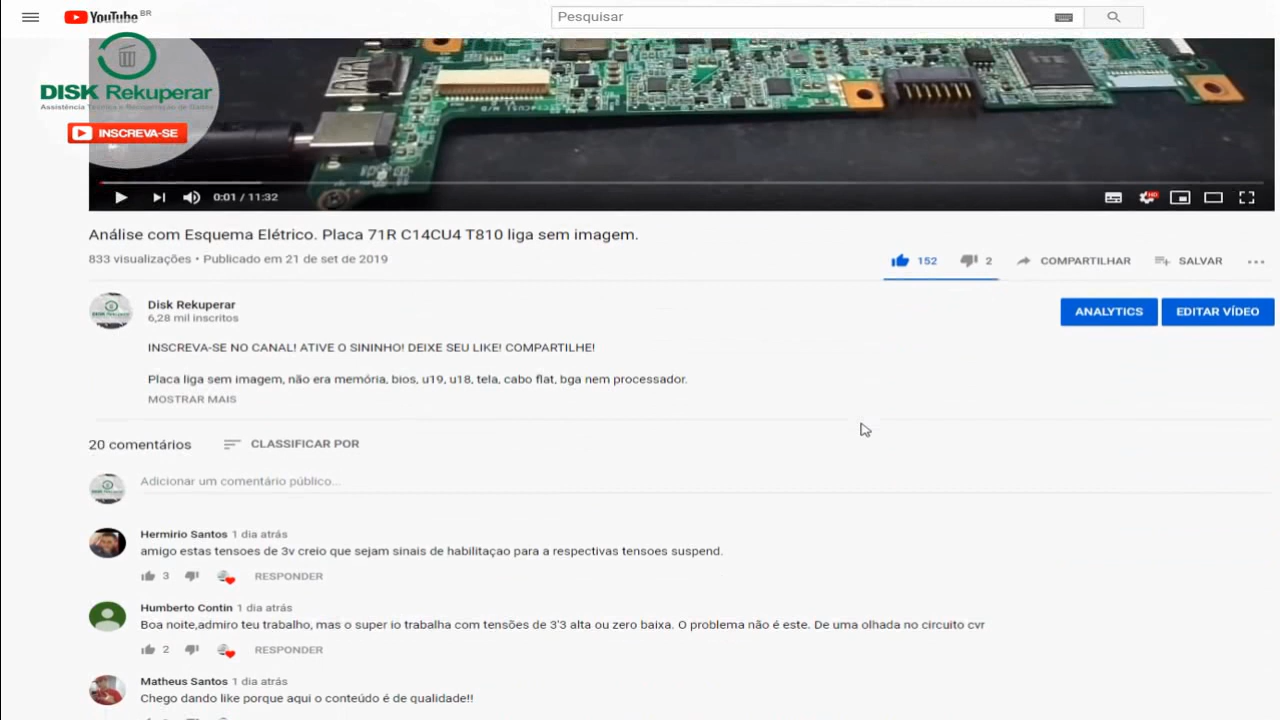 YouTube BR
Pesquisar
DISK Rekuperar
Assistência Técnica e Recuperação de Dados
INSCREVA-SE
0:01 / 11:32
HD
Análise com Esquema Elétrico. Placa 71R C14CU4 T810 liga sem imagem.
833 visualizações • Publicado em 21 de set de 2019
152
2
COMPARTILHAR
SALVAR
Disk Rekuperar
6,28 mil inscritos
ANALYTICS
EDITAR VÍDEO
INSCREVA-SE NO CANAL! ATIVE O SININHO! DEIXE SEU LIKE! COMPARTILHE!
Placa liga sem imagem, não era memória, bios, u19, u18, tela, cabo flat, bga nem processador.
MOSTRAR MAIS
20 comentários
CLASSIFICAR POR
Adicionar um comentário público...
Hermirio Santos 1 dia atrás
amigo estas tensoes de 3v creio que sejam sinais de habilitaçao para a respectivas tensoes suspend.
3
RESPONDER
Humberto Contin 1 dia atrás
Boa noite,admiro teu trabalho, mas o super io trabalha com tensões de 3'3 alta ou zero baixa. O problema não é este. De uma olhada no circuito cvr
2
RESPONDER
Matheus Santos 1 dia atrás
Chego dando like porque aqui o conteúdo é de qualidade!!